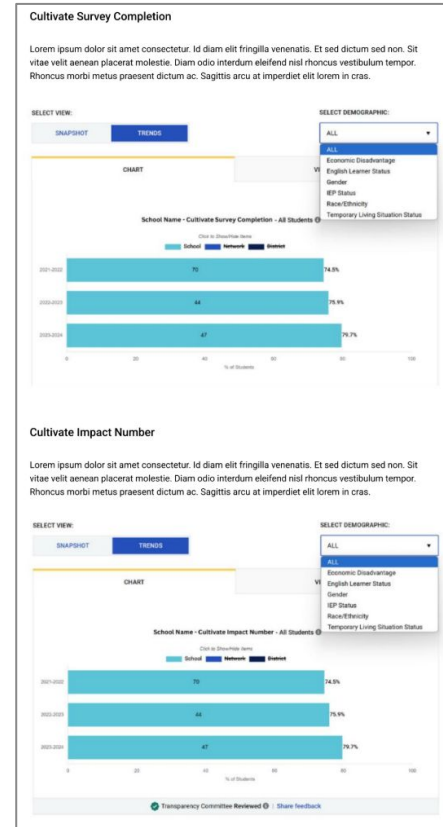 Cultivate Survey Completion
Lorem ipsum dolor sit amet consectetur. Id diam elit fringilla venenatis. Et sed dictum sed non. Sit
vitae velit aenean placerat molestie. Diam odio interdum eleifend nisl rhoncus vestibulum tempor.
Rhoncus morbi metus praesent dictum ac. Sagittis arcu at imperdiet elit lorem in cras.
SELECT VIEW:
SELECT DEMOGRAPHIC:
SNAPSHOT TRENDS
ALL
ALL
Economic Disadvantage
English Learner Status
Gender
IEP Status
Race/Ethnicity
Temporary Living Situation Status
CHART VI
School Name - Cultivate Survey Completion - All Students
Click to Show/Hide items
School Network District
2021-2022 70 74.5%
2022-2023 44 75.9%
2023-2024 47 79.7%
0 20 40 60 80 100
% of Students
Cultivate Impact Number
Lorem ipsum dolor sit amet consectetur. Id diam elit fringilla venenatis. Et sed dictum sed non. Sit
vitae velit aenean placerat molestie. Diam odio interdum eleifend nisl rhoncus vestibulum tempor.
Rhoncus morbi metus praesent dictum ac. Sagittis arcu at imperdiet elit lorem in cras.
SELECT VIEW:
SELECT DEMOGRAPHIC:
SNAPSHOT TRENDS
ALL
ALL
Economic Disadvantage
English Learner Status
Gender
IEP Status
Race/Ethnicity
Temporary Living Situation Status
CHART VI
School Name - Cultivate Impact Number - All Students
Click to Show/Hide items
School Network District
2021-2022 70 74.5%
2022-2023 44 75.9%
2023-2024 47 79.7%
0 20 40 60 80 100
% of Students
Transparency Committee Reviewed | Share feedback